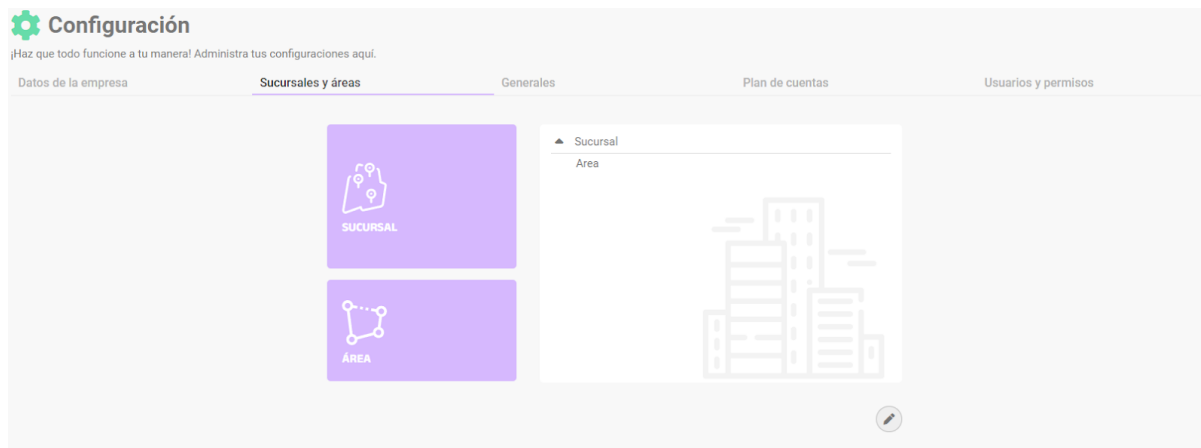 Configuración
¡Haz que todo funcione a tu manera! Administra tus configuraciones aquí.
Datos de la empresa
Sucursales y áreas
Generales
Plan de cuentas
Usuarios y permisos
SUCURSAL
ÁREA
Sucursal
Area